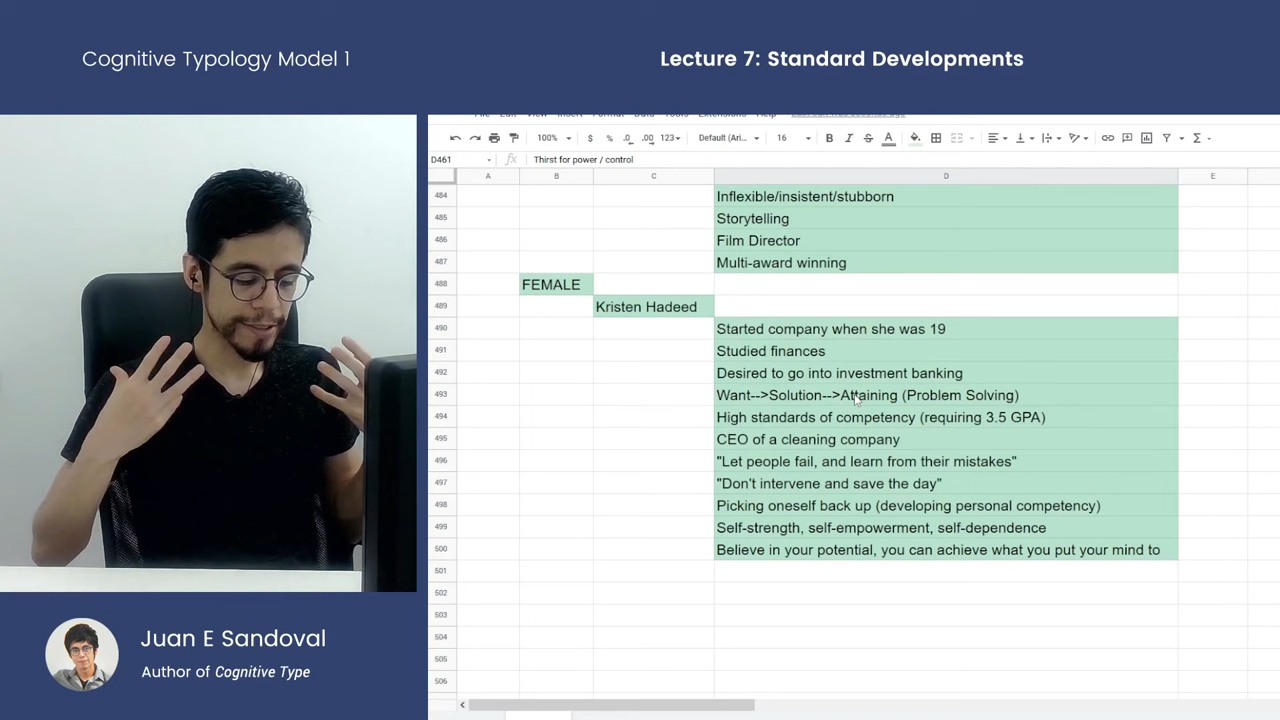 Cognitive Typology Model 1
Lecture 7: Standard Developments
100%
$
%
.0
.00
123
Default (Ari...
16
B
I
S
A
D461
fx
Thirst for power / control
A
B
C
D
E
484
Inflexible/insistent/stubborn
485
Storytelling
486
Film Director
487
Multi-award winning
488
FEMALE
489
Kristen Hadeed
490
Started company when she was 19
491
Studied finances
492
Desired to go into investment banking
493
Want-->Solution-->Attaining (Problem Solving)
494
High standards of competency (requiring 3.5 GPA)
495
CEO of a cleaning company
496
"Let people fail, and learn from their mistakes"
497
"Don't intervene and save the day"
498
Picking oneself back up (developing personal competency)
499
Self-strength, self-empowerment, self-dependence
500
Believe in your potential, you can achieve what you put your mind to
501
502
503
504
505
506
Juan E Sandoval
Author of Cognitive Type